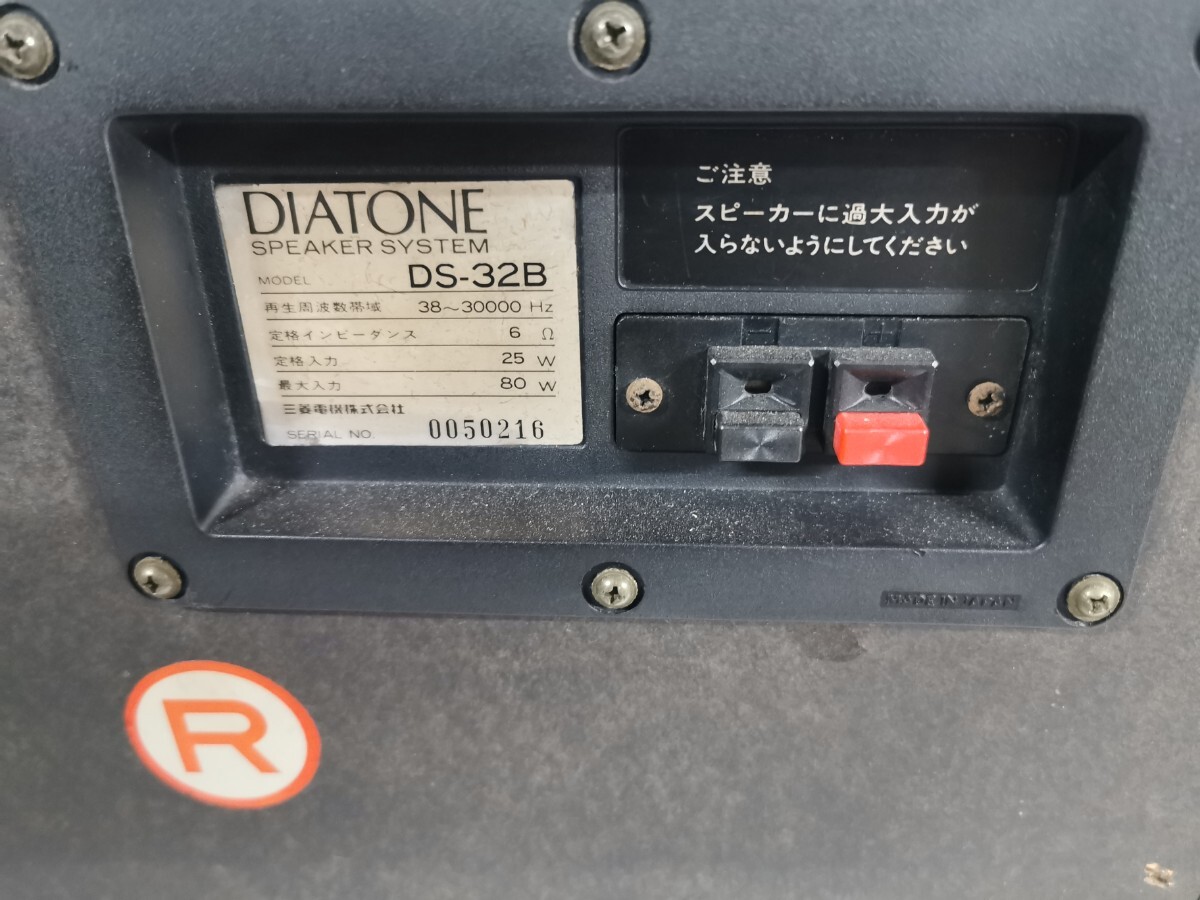 DIATONE
SPEAKER SYSTEM
MODEL DS-32B
再生周波数帯域 38～30000 Hz
定格インピーダンス 6 Ω
定格入力 25 W
最大入力 80 W
三菱電機株式会社
SERIAL NO. 0050216
ご注意
スピーカーに過大入力が
入らないようにしてください
MADE IN JAPAN
R